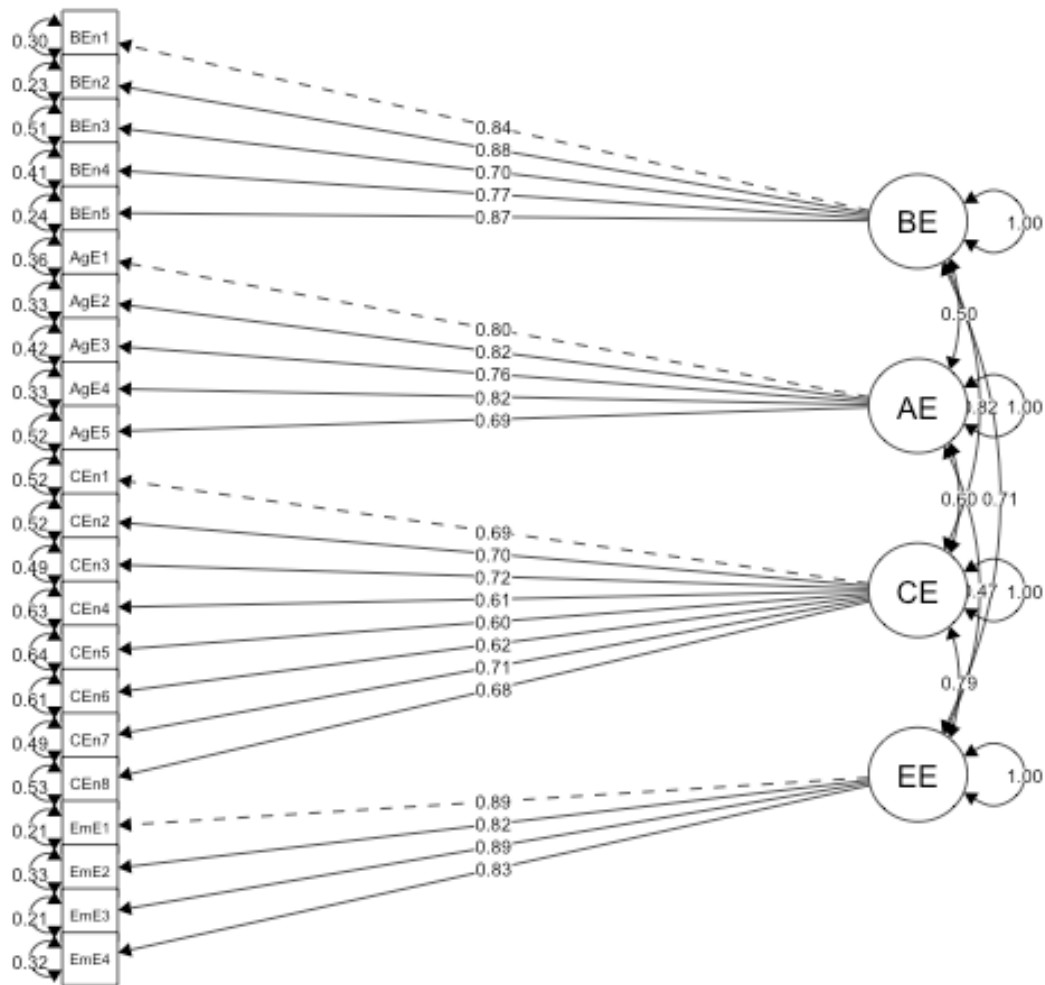 0.30 BEn1
0.23 BEn2
0.51 BEn3
0.41 BEn4
0.24 BEn5
0.36 AgE1
0.33 AgE2
0.42 AgE3
0.33 AgE4
0.52 AgE5
0.52 CEn1
0.52 CEn2
0.49 CEn3
0.63 CEn4
0.64 CEn5
0.61 CEn6
0.49 CEn7
0.53 CEn8
0.21 EmE1
0.33 EmE2
0.21 EmE3
0.32 EmE4
0.84
0.88
0.70
0.77
0.87
0.80
0.82
0.76
0.82
0.69
0.69
0.70
0.72
0.61
0.60
0.62
0.71
0.68
0.89
0.82
0.89
0.83
BE 1.00
0.50
AE .82 1.00
0.60 0.71
CE .47 1.00
0.79
EE 1.00